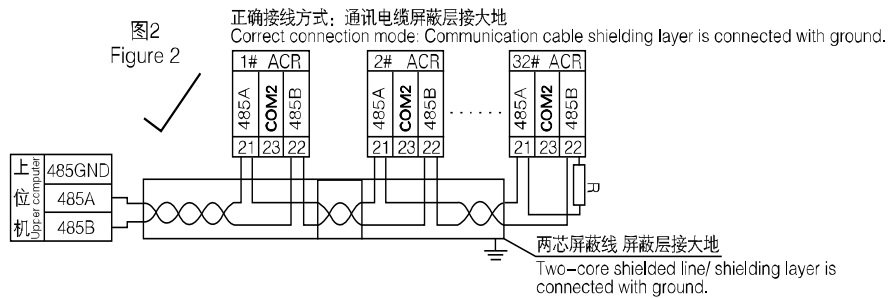 图2
Figure 2
正确接线方式：通讯电缆屏蔽层接大地
Correct connection mode: Communication cable shielding layer is connected with ground.
1# ACR
485A COM2 485B
21 23 22
2# ACR
485A COM2 485B
21 23 22
......
32# ACR
485A COM2 485B
21 23 22
R
上位机
Upper computer
485GND
485A
485B
两芯屏蔽线 屏蔽层接大地
Two-core shielded line/ shielding layer is
connected with ground.